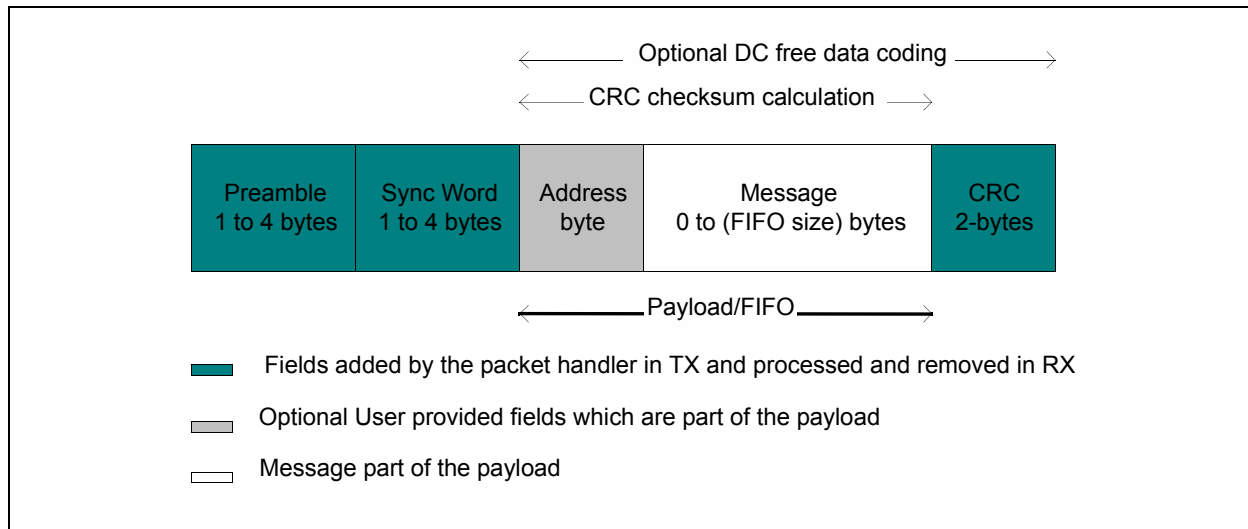 Optional DC free data coding
CRC checksum calculation
Preamble
1 to 4 bytes
Sync Word
1 to 4 bytes
Address
byte
Message
0 to (FIFO size) bytes
CRC
2-bytes
Payload/FIFO
Fields added by the packet handler in TX and processed and removed in RX
Optional User provided fields which are part of the payload
Message part of the payload